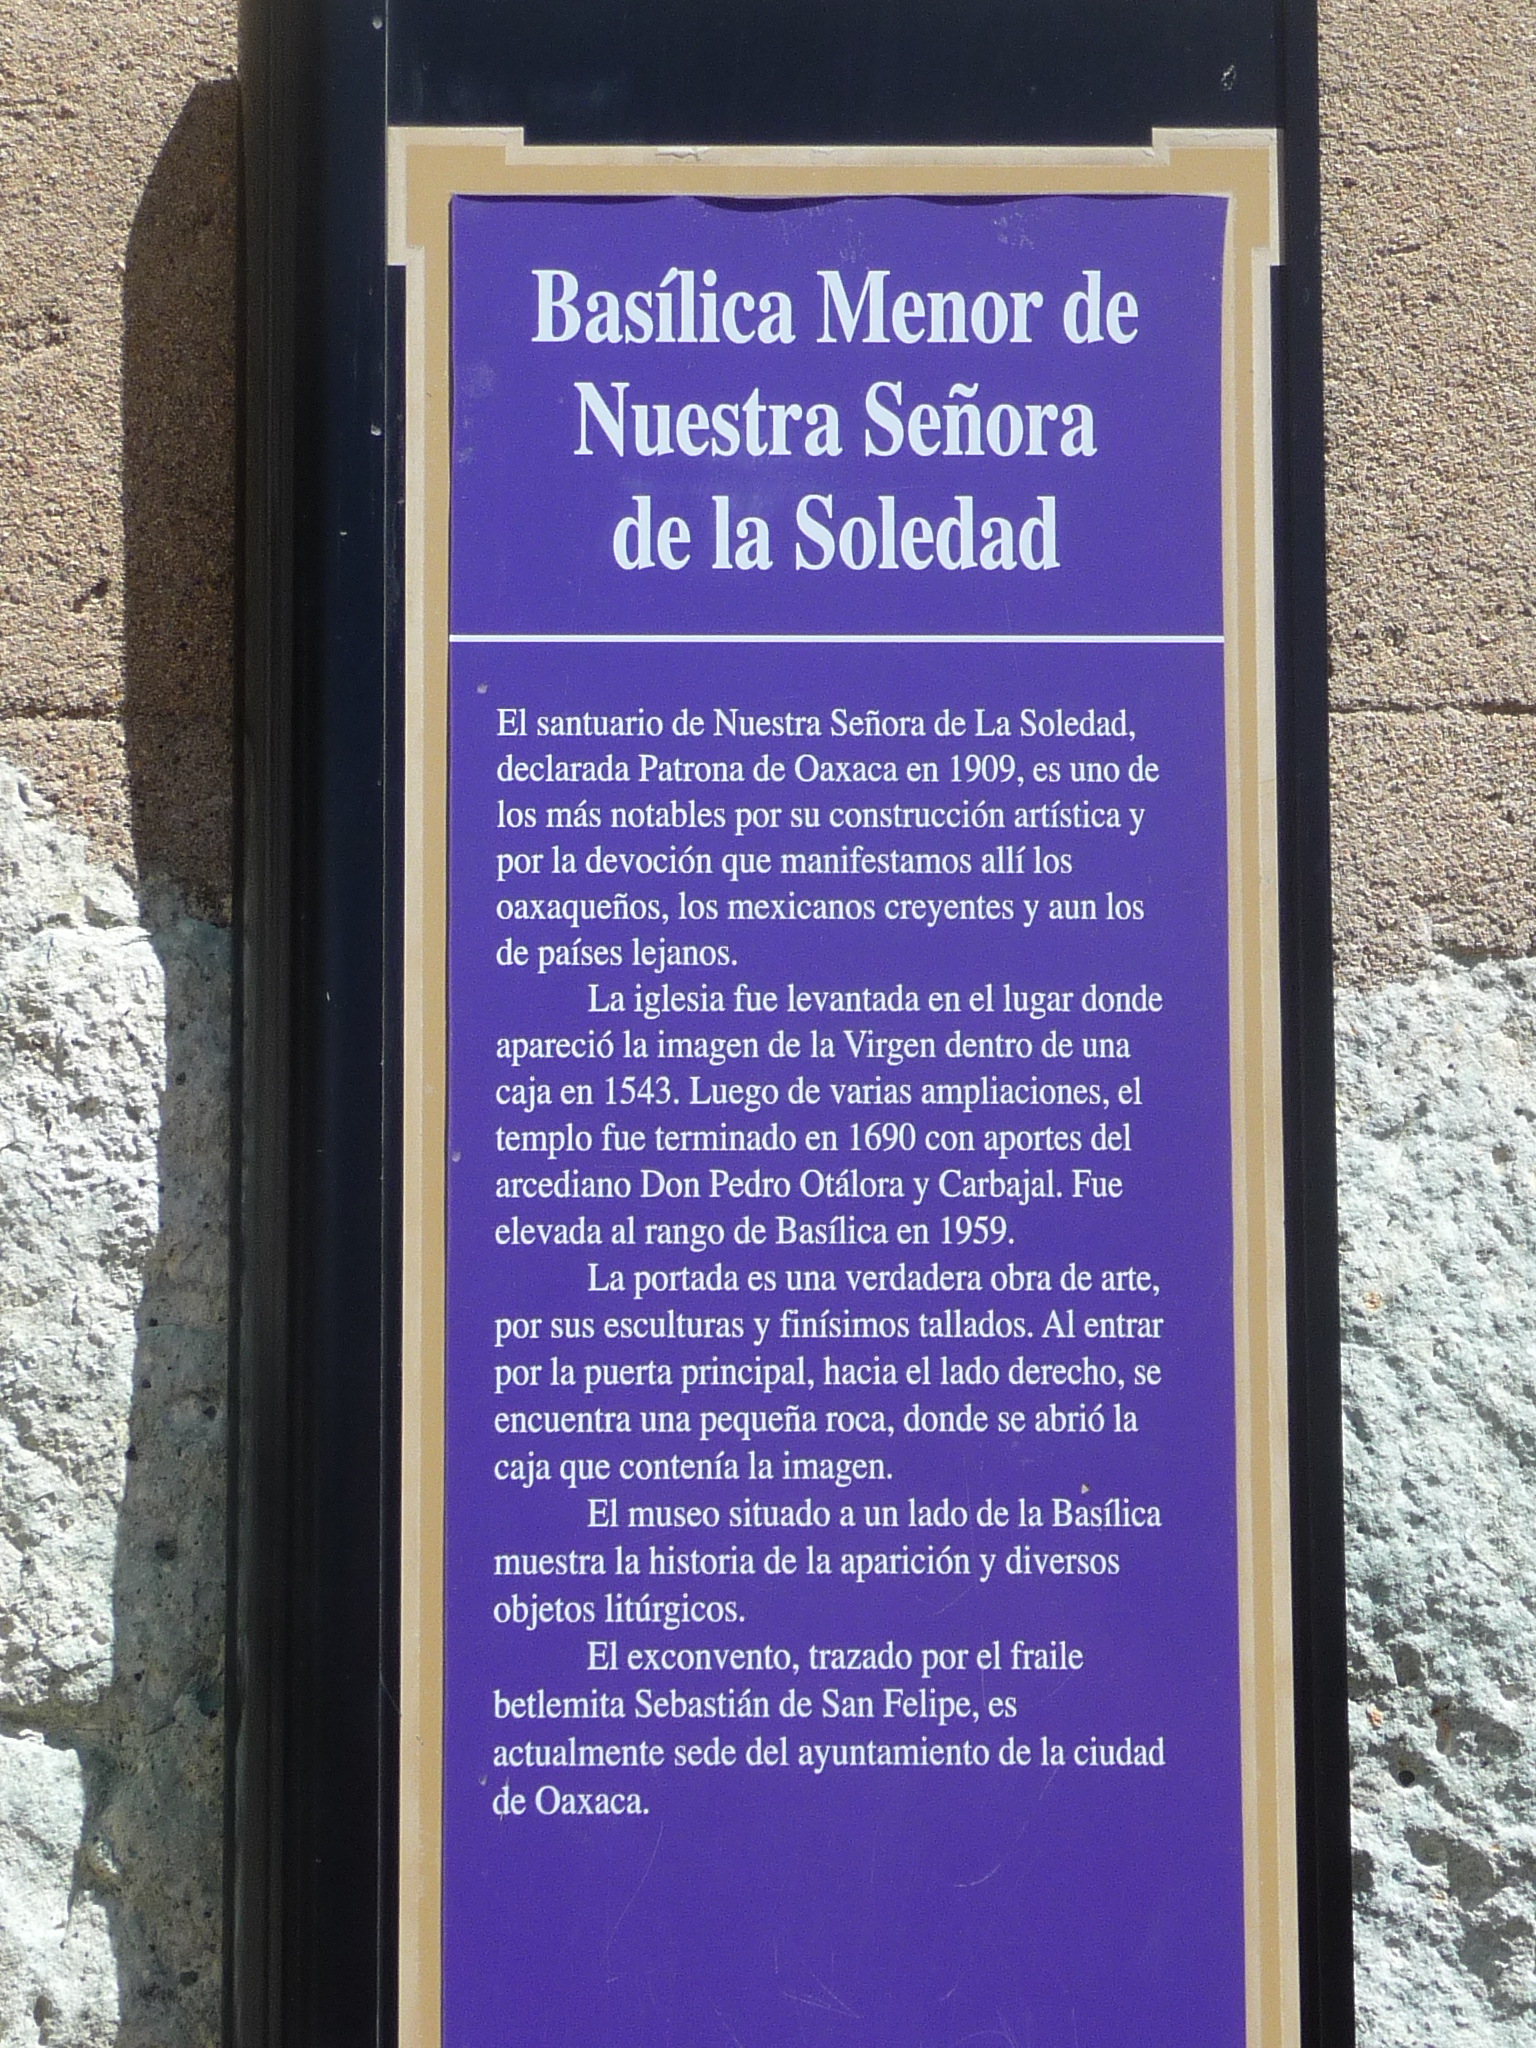 Basílica Menor de
Nuestra Señora
de la Soledad
El santuario de Nuestra Señora de La Soledad,
declarada Patrona de Oaxaca en 1909, es uno de
los más notables por su construcción artística y
por la devoción que manifestamos allí los
oaxaqueños, los mexicanos creyentes y aun los
de países lejanos.
La iglesia fue levantada en el lugar donde
apareció la imagen de la Virgen dentro de una
caja en 1543. Luego de varias ampliaciones, el
templo fue terminado en 1690 con aportes del
arcediano Don Pedro Otálora y Carbajal. Fue
elevada al rango de Basílica en 1959.
La portada es una verdadera obra de arte,
por sus esculturas y finísimos tallados. Al entrar
por la puerta principal, hacia el lado derecho, se
encuentra una pequeña roca, donde se abrió la
caja que contenía la imagen.
El museo situado a un lado de la Basílica
muestra la historia de la aparición y diversos
objetos litúrgicos.
El exconvento, trazado por el fraile
betlemita Sebastián de San Felipe, es
actualmente sede del ayuntamiento de la ciudad
de Oaxaca.